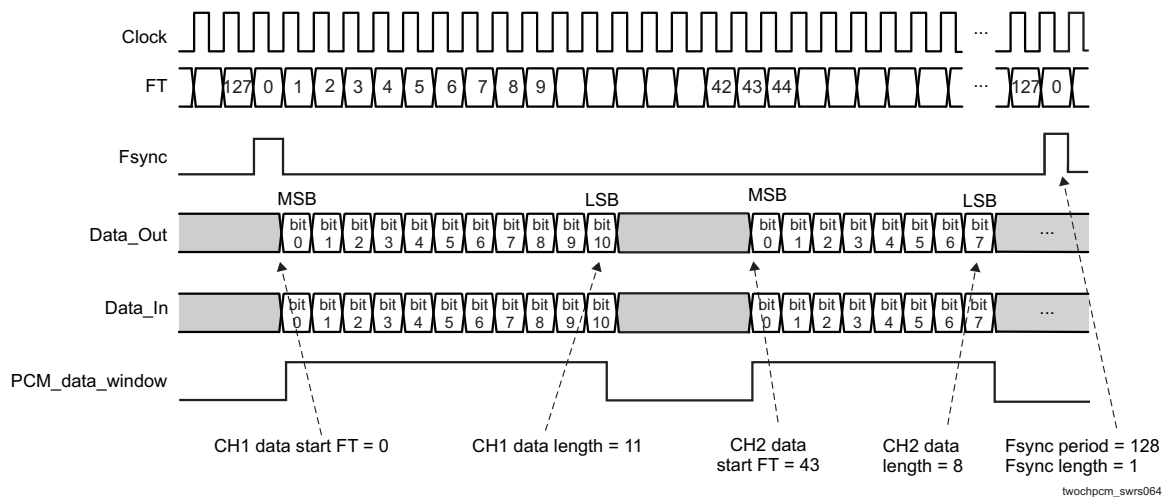 Clock ...
FT 127 0 1 2 3 4 5 6 7 8 9 42 43 44 ... 127 0
Fsync
MSB LSB MSB LSB
Data_Out bit 0 bit 1 bit 2 bit 3 bit 4 bit 5 bit 6 bit 7 bit 8 bit 9 bit 10 bit 0 bit 1 bit 2 bit 3 bit 4 bit 5 bit 6 bit 7 ...
Data_In bit 0 bit 1 bit 2 bit 3 bit 4 bit 5 bit 6 bit 7 bit 8 bit 9 bit 10 bit 0 bit 1 bit 2 bit 3 bit 4 bit 5 bit 6 bit 7 ...
PCM_data_window
CH1 data start FT = 0
CH1 data length = 11
CH2 data
start FT = 43
CH2 data
length = 8
Fsync period = 128
Fsync length = 1
twochpcm_swrs064